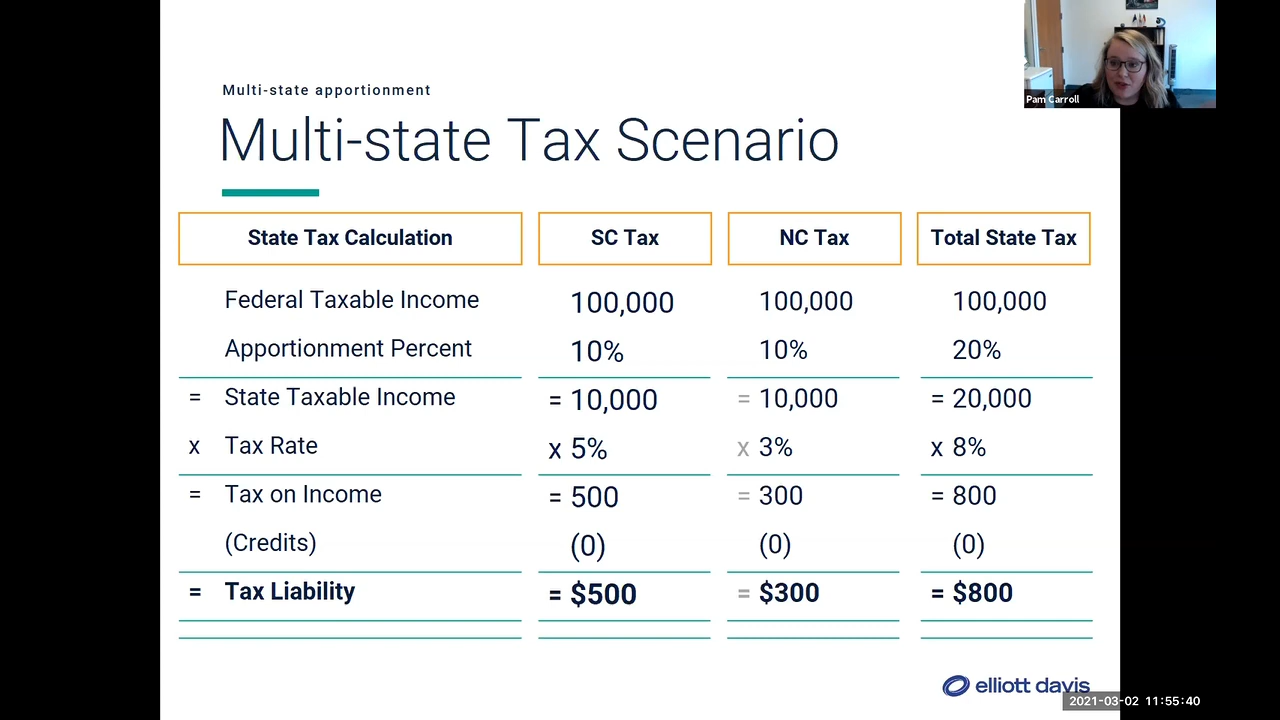 Pam Carroll
Multi-state apportionment
Multi-state Tax Scenario
State Tax Calculation SC Tax NC Tax Total State Tax
Federal Taxable Income 100,000 100,000 100,000
Apportionment Percent 10% 10% 20%
= State Taxable Income = 10,000 = 10,000 = 20,000
x Tax Rate x 5% x 3% x 8%
= Tax on Income = 500 = 300 = 800
(Credits) (0) (0) (0)
= Tax Liability = $500 = $300 = $800
elliott davis
2021-03-02 11:55:40